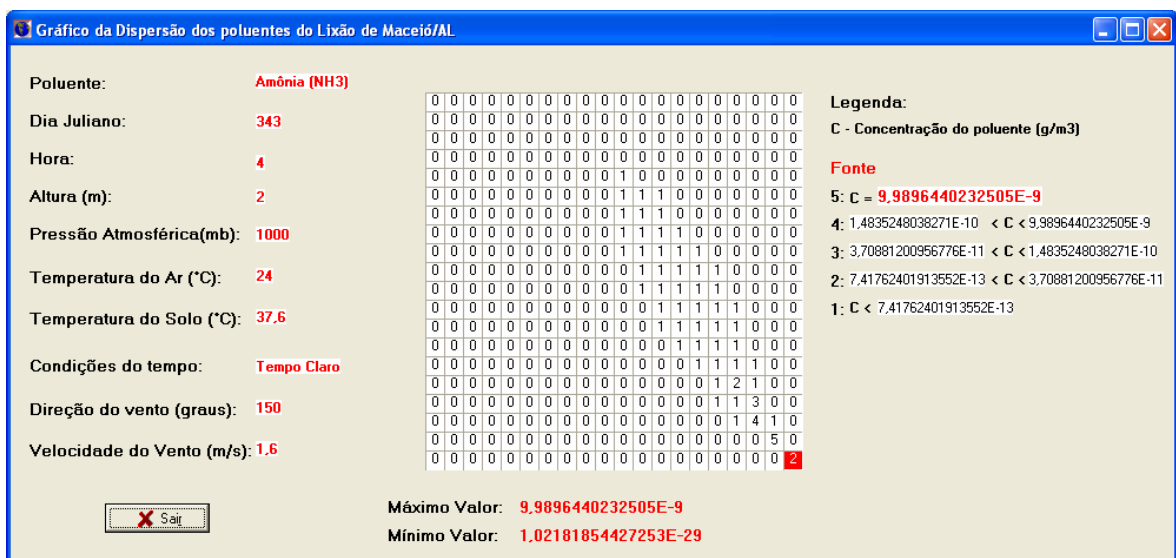 Gráfico da Dispersão dos poluentes do Lixão de Maceió/AL
Poluente: Amônia (NH3)
Dia Juliano: 343
Hora: 4
Altura (m): 2
Pressão Atmosférica(mb): 1000
Temperatura do Ar (°C): 24
Temperatura do Solo (°C): 37,6
Condições do tempo: Tempo Claro
Direção do vento (graus): 150
Velocidade do Vento (m/s): 1,6
Sair
0 0 0 0 0 0 0 0 0 0 0 0 0 0 0 0 0 0 0 0
0 0 0 0 0 0 0 0 0 0 0 0 0 0 0 0 0 0 0 0
0 0 0 0 0 0 0 0 0 0 0 0 0 0 0 0 0 0 0 0
0 0 0 0 0 0 0 0 0 0 0 0 0 0 0 0 0 0 0 0
0 0 0 0 0 0 0 0 0 0 1 0 0 0 0 0 0 0 0 0
0 0 0 0 0 0 0 0 0 0 1 1 1 0 0 0 0 0 0 0
0 0 0 0 0 0 0 0 0 0 1 1 1 0 0 0 0 0 0 0
0 0 0 0 0 0 0 0 0 0 1 1 1 1 0 0 0 0 0 0
0 0 0 0 0 0 0 0 0 0 1 1 1 1 1 0 0 0 0 0
0 0 0 0 0 0 0 0 0 0 0 1 1 1 1 1 0 0 0 0
0 0 0 0 0 0 0 0 0 0 0 1 1 1 1 1 0 0 0 0
0 0 0 0 0 0 0 0 0 0 0 0 1 1 1 1 1 0 0 0
0 0 0 0 0 0 0 0 0 0 0 0 1 1 1 1 1 0 0 0
0 0 0 0 0 0 0 0 0 0 0 0 0 1 1 1 1 0 0 0
0 0 0 0 0 0 0 0 0 0 0 0 0 0 1 1 1 1 0 0
0 0 0 0 0 0 0 0 0 0 0 0 0 0 0 1 2 1 0 0
0 0 0 0 0 0 0 0 0 0 0 0 0 0 0 1 1 3 0 0
0 0 0 0 0 0 0 0 0 0 0 0 0 0 0 0 1 4 1 0
0 0 0 0 0 0 0 0 0 0 0 0 0 0 0 0 0 0 5 0
0 0 0 0 0 0 0 0 0 0 0 0 0 0 0 0 0 0 0 2
Máximo Valor: 9,9896440232505E-9
Mínimo Valor: 1,02181854427253E-29
Legenda:
C - Concentração do poluente (g/m3)
Fonte
5: C = 9,9896440232505E-9
4: 1,4835248038271E-10 < C < 9,9896440232505E-9
3: 3,70881200956776E-11 < C < 1,4835248038271E-10
2: 7,41762401913552E-13 < C < 3,70881200956776E-11
1: C < 7,41762401913552E-13